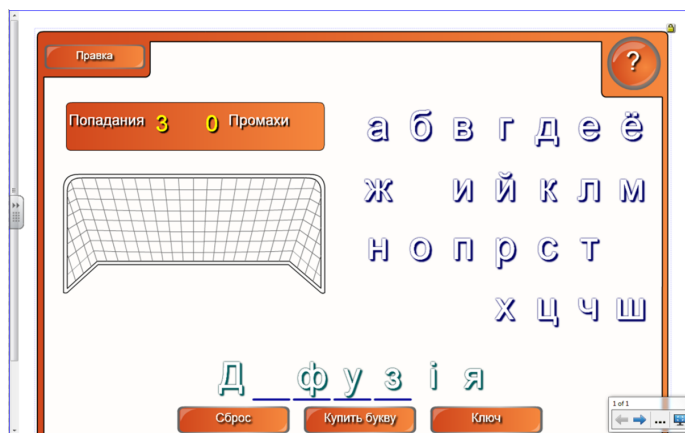 Правка
?
Попадания 3 0 Промахи
а б в г д е ё
ж и й к л м
н о п р с т
х ц ч ш
Д _ ф у з і я
Сброс Купить букву Ключ
1 of 1